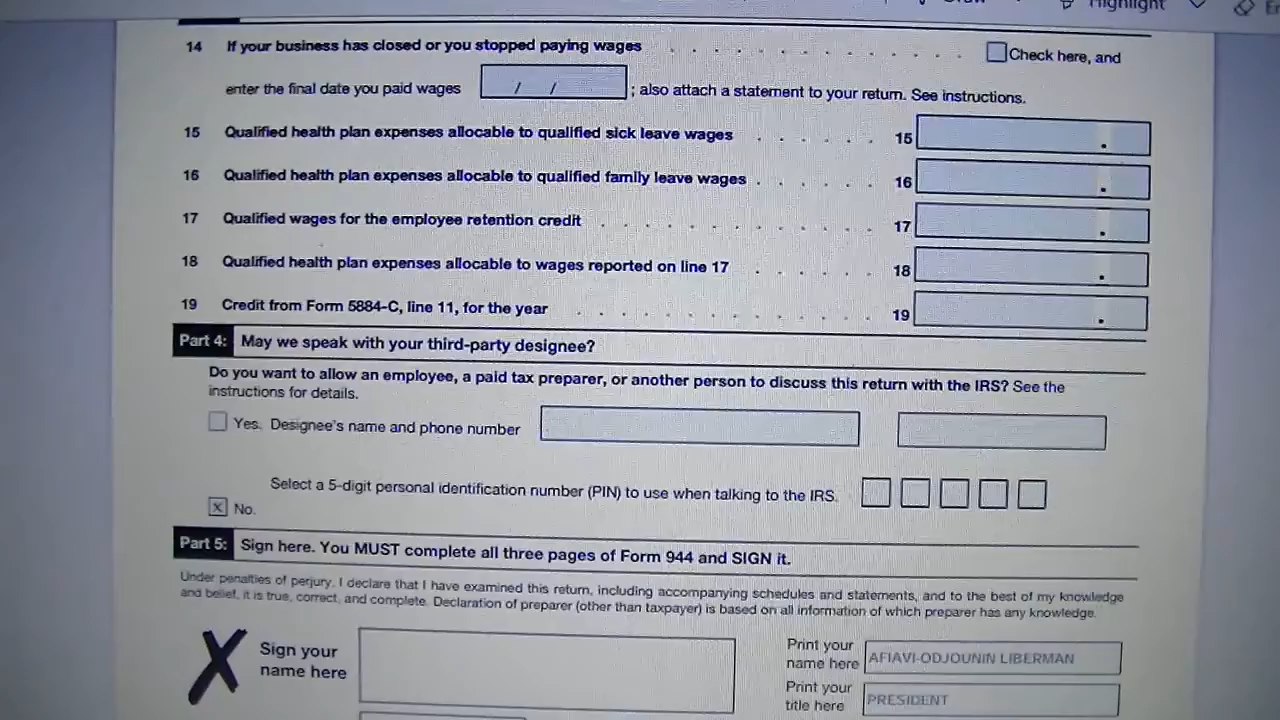 Highlight
14 If your business has closed or you stopped paying wages . . . . . . . . . . . . . Check here, and
enter the final date you paid wages / / ; also attach a statement to your return. See instructions.
15 Qualified health plan expenses allocable to qualified sick leave wages . . . . . . 15 .
16 Qualified health plan expenses allocable to qualified family leave wages . . . . . . 16 .
17 Qualified wages for the employee retention credit . . . . . . . . . . . . . 17 .
18 Qualified health plan expenses allocable to wages reported on line 17 . . . . . . 18 .
19 Credit from Form 5884-C, line 11, for the year . . . . . . . . . . . . . 19 .
Part 4: May we speak with your third-party designee?
Do you want to allow an employee, a paid tax preparer, or another person to discuss this return with the IRS? See the
instructions for details.
Yes. Designee's name and phone number
Select a 5-digit personal identification number (PIN) to use when talking to the IRS.
X No.
Part 5: Sign here. You MUST complete all three pages of Form 944 and SIGN it.
Under penalties of perjury, I declare that I have examined this return, including accompanying schedules and statements, and to the best of my knowledge
and belief, it is true, correct, and complete. Declaration of preparer (other than taxpayer) is based on all information of which preparer has any knowledge.
X Sign your
name here
Print your
name here AFIAVI-ODJOUNIN LIBERMAN
Print your
title here PRESIDENT